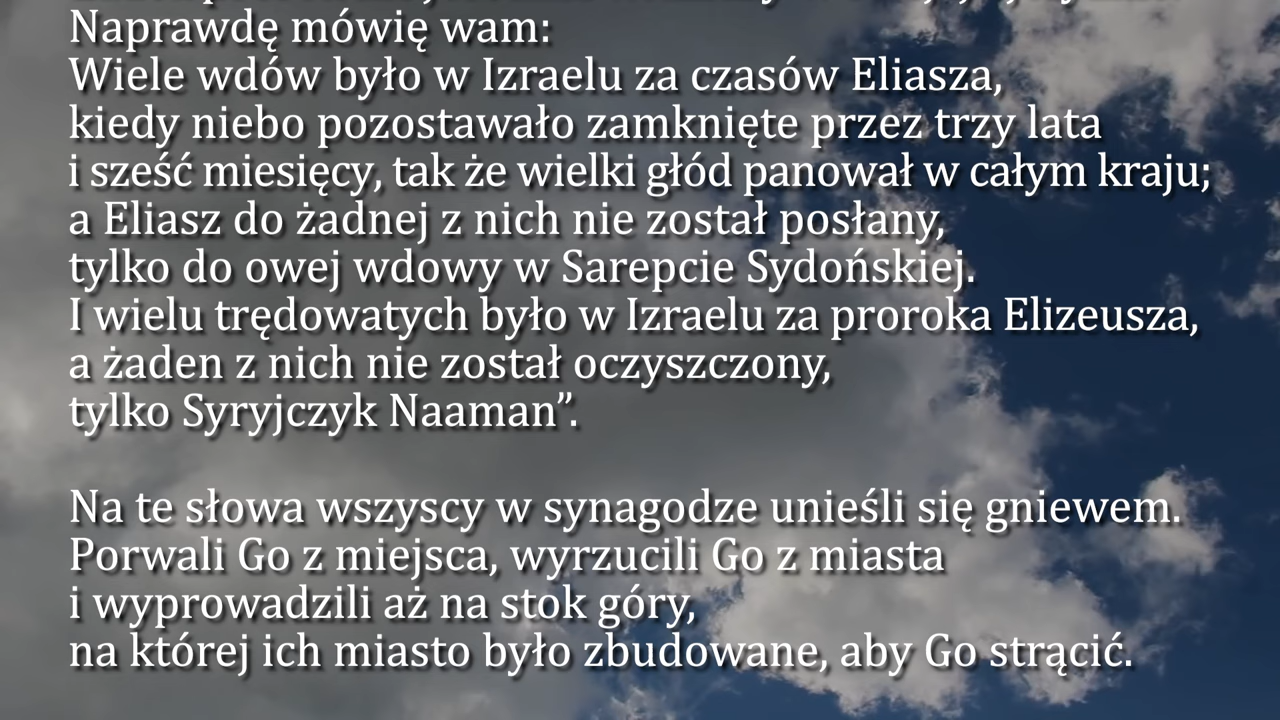 Naprawdę mówię wam:
Wiele wdów było w Izraelu za czasów Eliasza,
kiedy niebo pozostawało zamknięte przez trzy lata
i sześć miesięcy, tak że wielki głód panował w całym kraju;
a Eliasz do żadnej z nich nie został posłany,
tylko do owej wdowy w Sarepcie Sydońskiej.
I wielu trędowatych było w Izraelu za proroka Elizeusza,
a żaden z nich nie został oczyszczony,
tylko Syryjczyk Naaman”.
Na te słowa wszyscy w synagodze unieśli się gniewem.
Porwali Go z miejsca, wyrzucili Go z miasta
i wyprowadzili aż na stok góry,
na której ich miasto było zbudowane, aby Go strącić.